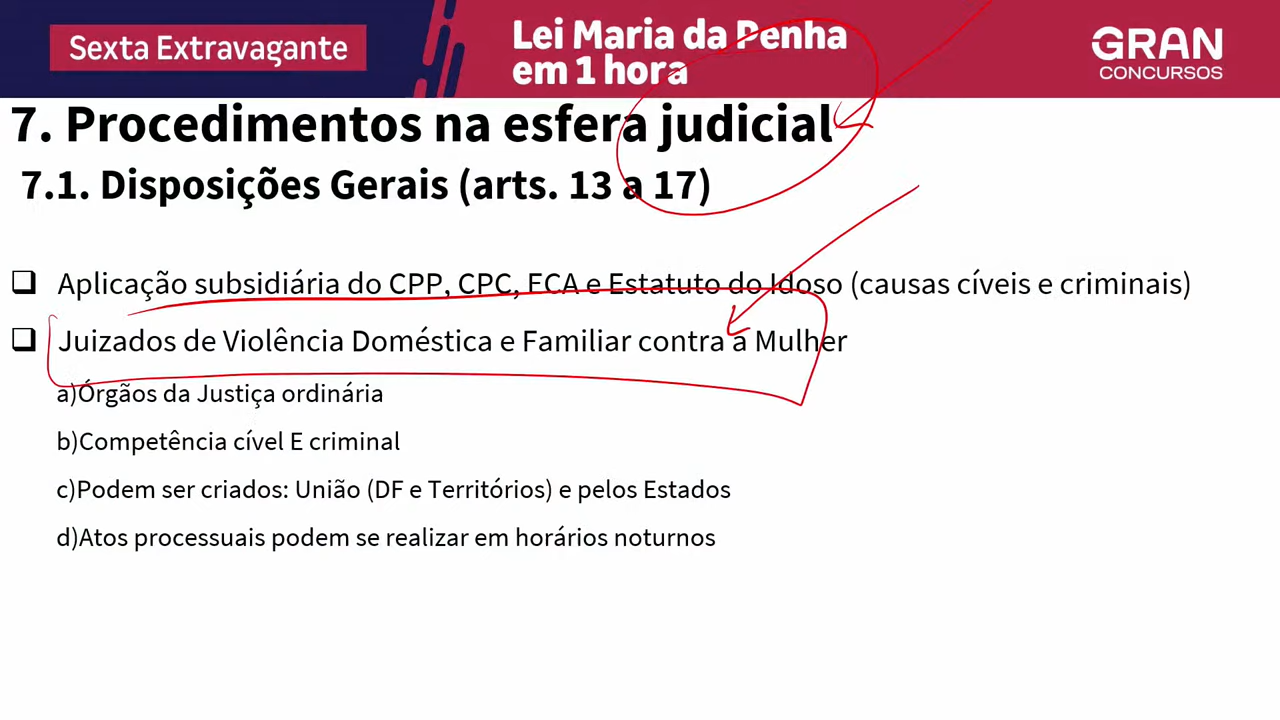 Sexta Extravagante
Lei Maria da Penha
em 1 hora
GRAN
CONCURSOS
7. Procedimentos na esfera judicial
7.1. Disposições Gerais (arts. 13 a 17)
Aplicação subsidiária do CPP, CPC, ECA e Estatuto do Idoso (causas cíveis e criminais)
Juizados de Violência Doméstica e Familiar contra a Mulher
a)Órgãos da Justiça ordinária
b)Competência cível E criminal
c)Podem ser criados: União (DF e Territórios) e pelos Estados
d)Atos processuais podem se realizar em horários noturnos